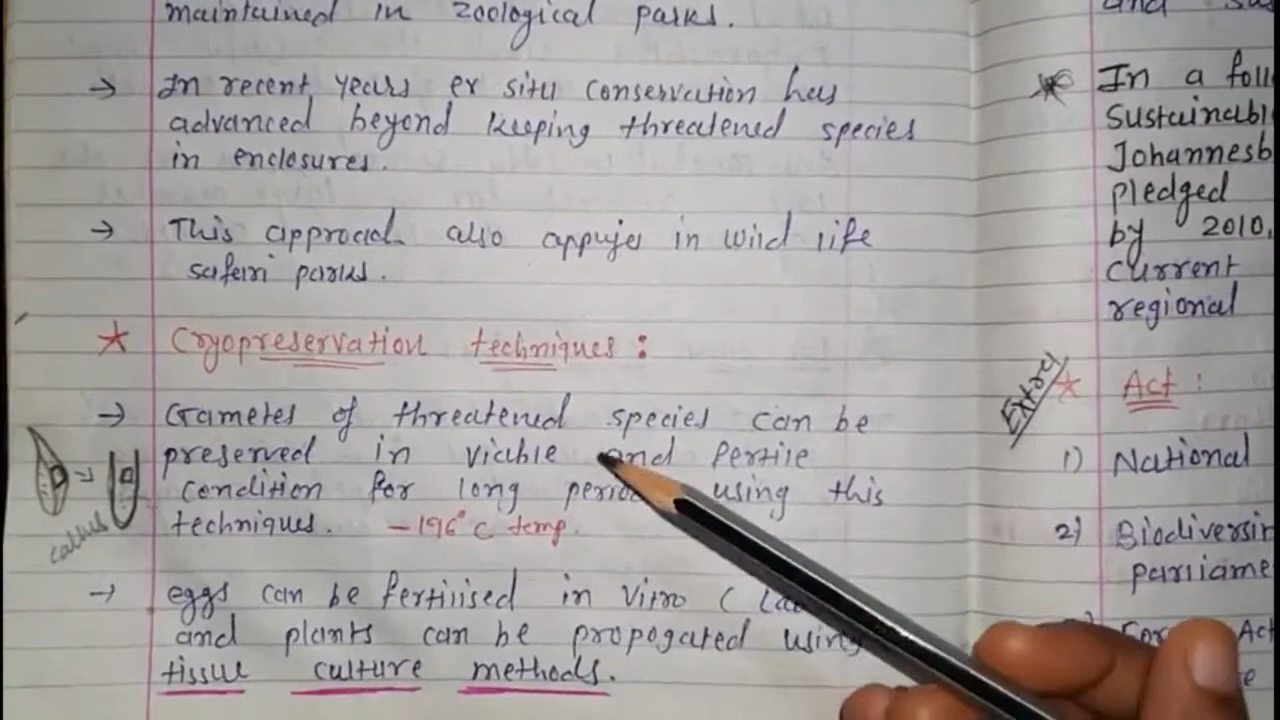 maintained in zoological parks.
→ In recent years ex situ conservation has
advanced beyond keeping threatened species
in enclosures.
→ This approach also applies in wild life
safari parks.
* Cryopreservation techniques :
→ Gametes of threatened species can be
preserved in viable and fertile
condition for long using this
techniques. -196°C temp.
callus
→ eggs can be fertilised in vitro (
and plants can be propogated using
tissue culture methods.
and
* In a foll
Sustainabl
Johannesb
pledged
by 2010,
current
regional
Extra
* Act :
1) National
2) Biodiversi
parliame
Act